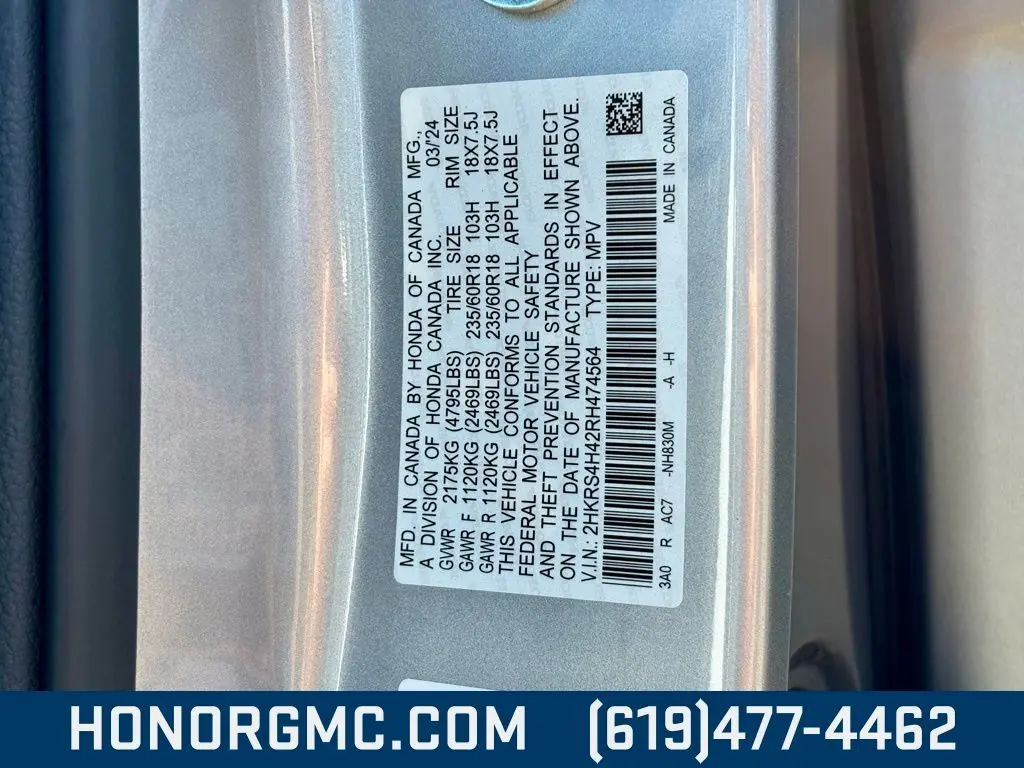 MFD. IN CANADA BY HONDA OF CANADA MFG.,
A DIVISION OF HONDA CANADA INC. 03/'24
GVWR 2175KG (4795LBS) TIRE SIZE RIM SIZE
GAWR F 1120KG (2469LBS) 235/60R18 103H 18X7.5J
GAWR R 1120KG (2469LBS) 235/60R18 103H 18X7.5J
THIS VEHICLE CONFORMS TO ALL APPLICABLE
FEDERAL MOTOR VEHICLE SAFETY
AND THEFT PREVENTION STANDARDS IN EFFECT
ON THE DATE OF MANUFACTURE SHOWN ABOVE.
V.I.N.: 2HKRS4H42RH474564 TYPE: MPV
3A0 R AC7 -NH830M -A -H MADE IN CANADA
HONORGMC.COM (619)477-4462